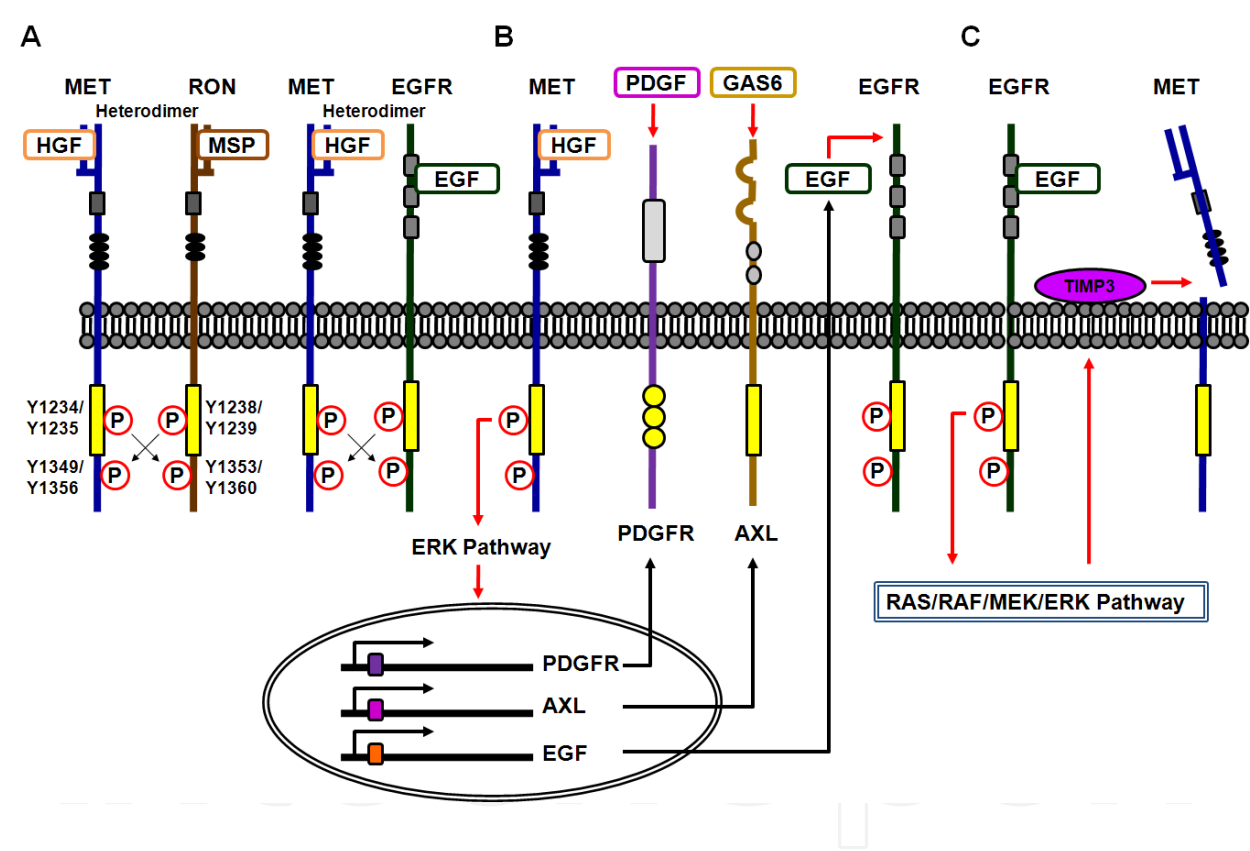 A
B
C
MET
RON
MET
EGFR
MET
PDGF
GAS6
EGFR
EGFR
MET
Heterodimer
Heterodimer
HGF
MSP
HGF
EGF
HGF
EGF
EGF
TIMP3
Y1234/
Y1235
P
P
Y1238/
Y1239
P
P
P
P
P
Y1349/
Y1356
P
P
Y1353/
Y1360
P
P
P
P
P
ERK Pathway
PDGFR
AXL
RAS/RAF/MEK/ERK Pathway
PDGFR
AXL
EGF